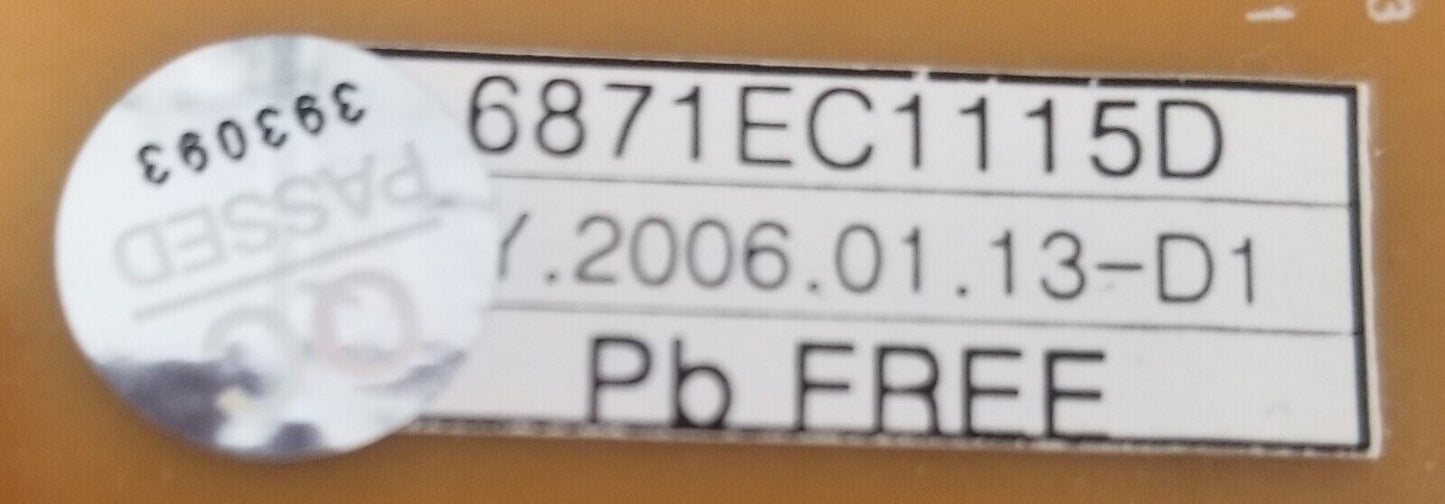 6871EC1115D
Y.2006.01.13-D1
Pb FREE
QC
PASSED
393093